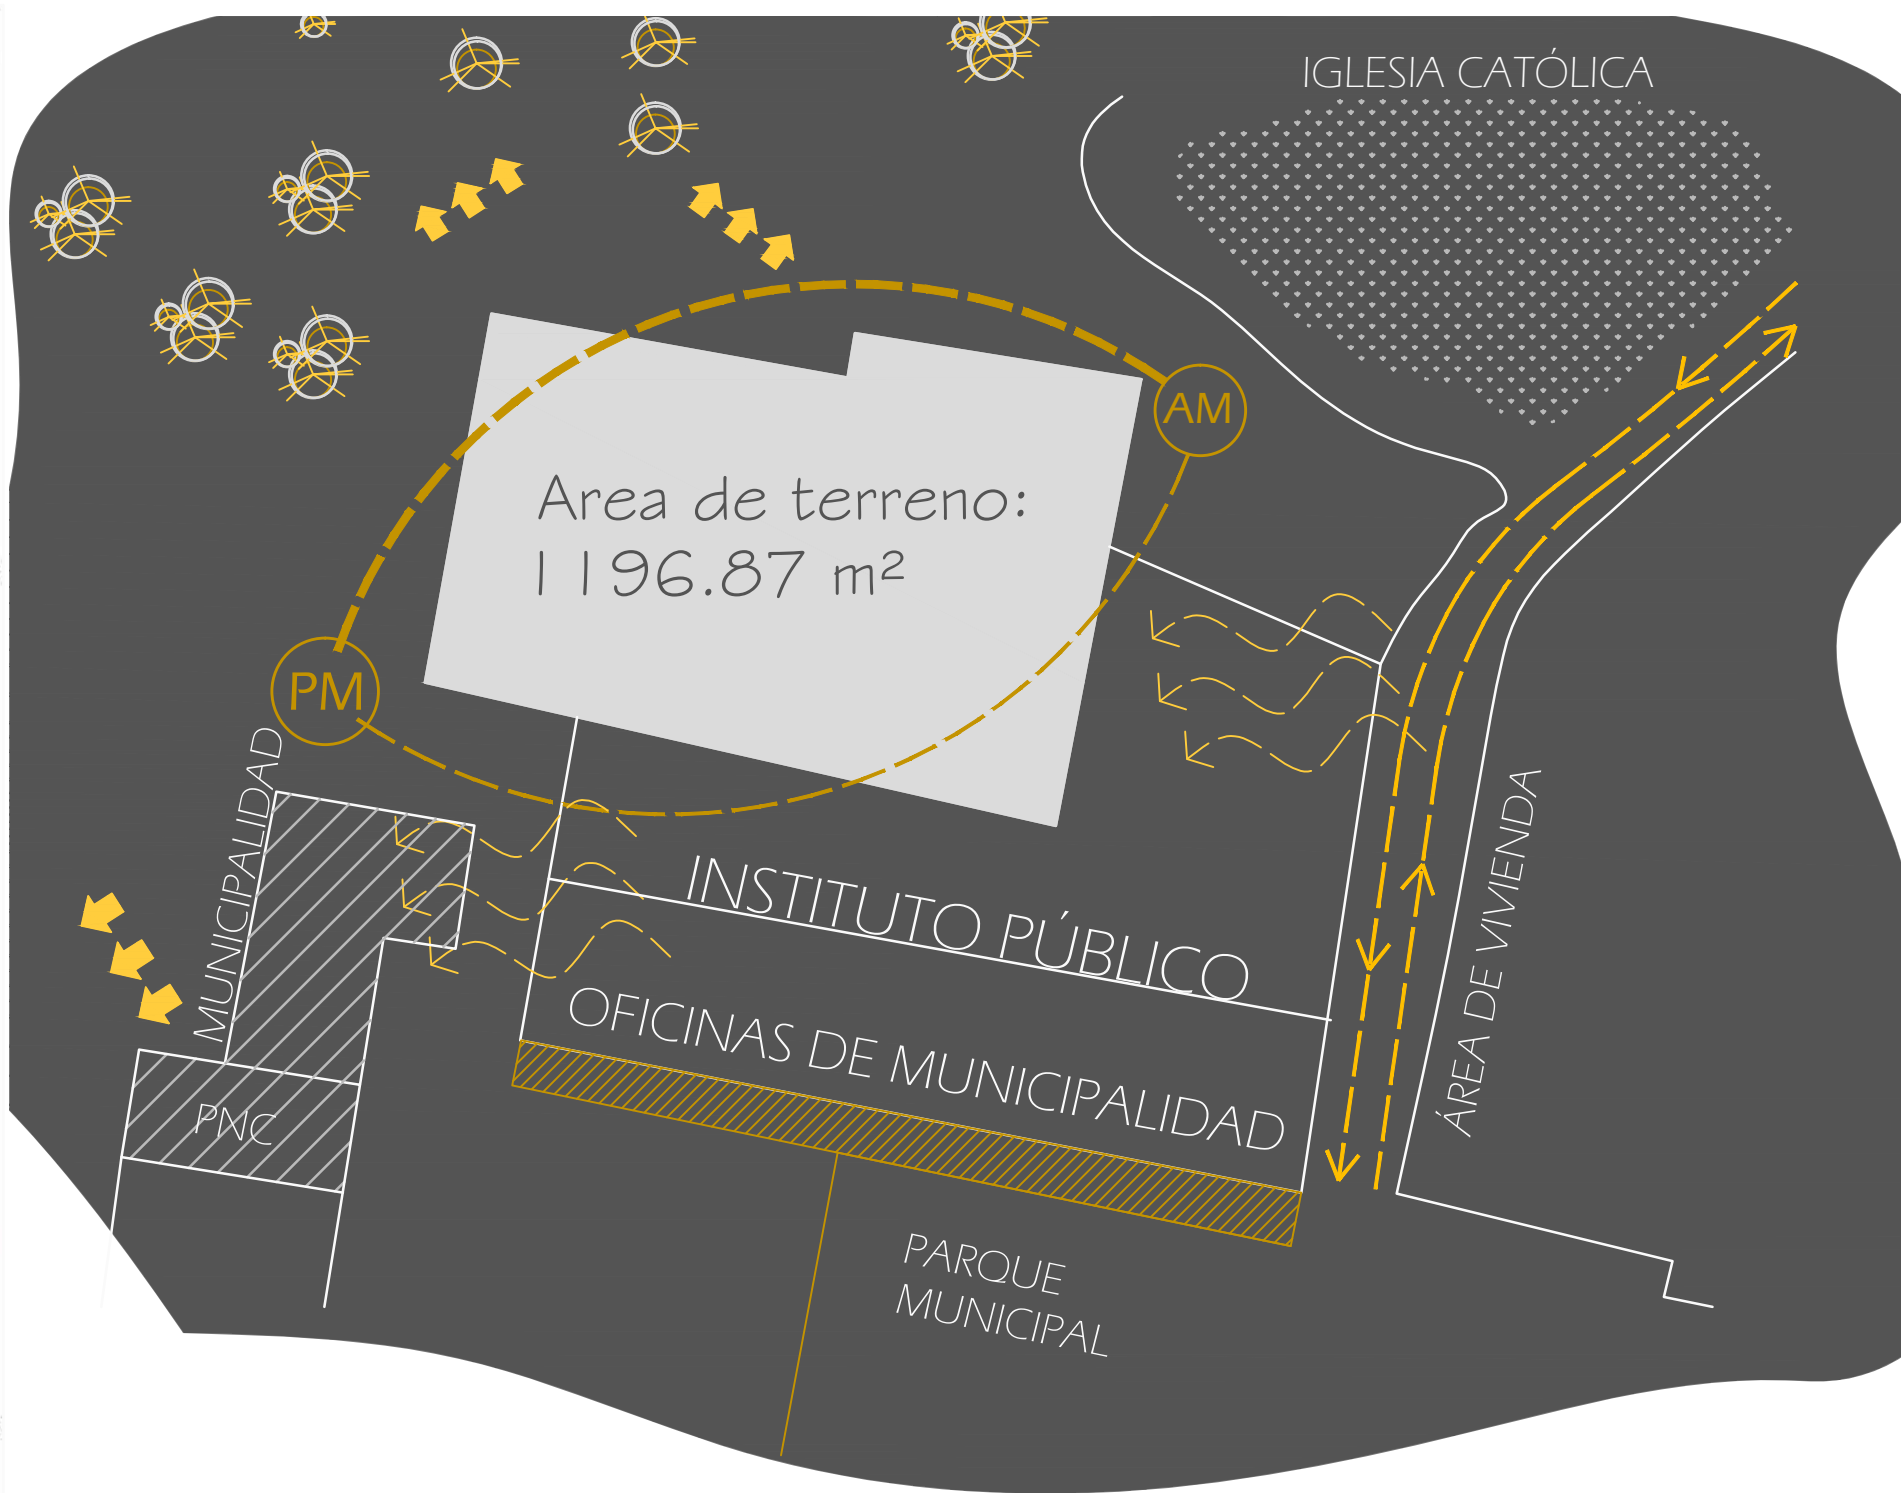 IGLESIA CATÓLICA
AM
Area de terreno:
1196.87 m²
PM
MUNICIPALIDAD
INSTITUTO PÚBLICO
OFICINAS DE MUNICIPALIDAD
ÁREA DE VIVIENDA
PNC
PARQUE
MUNICIPAL